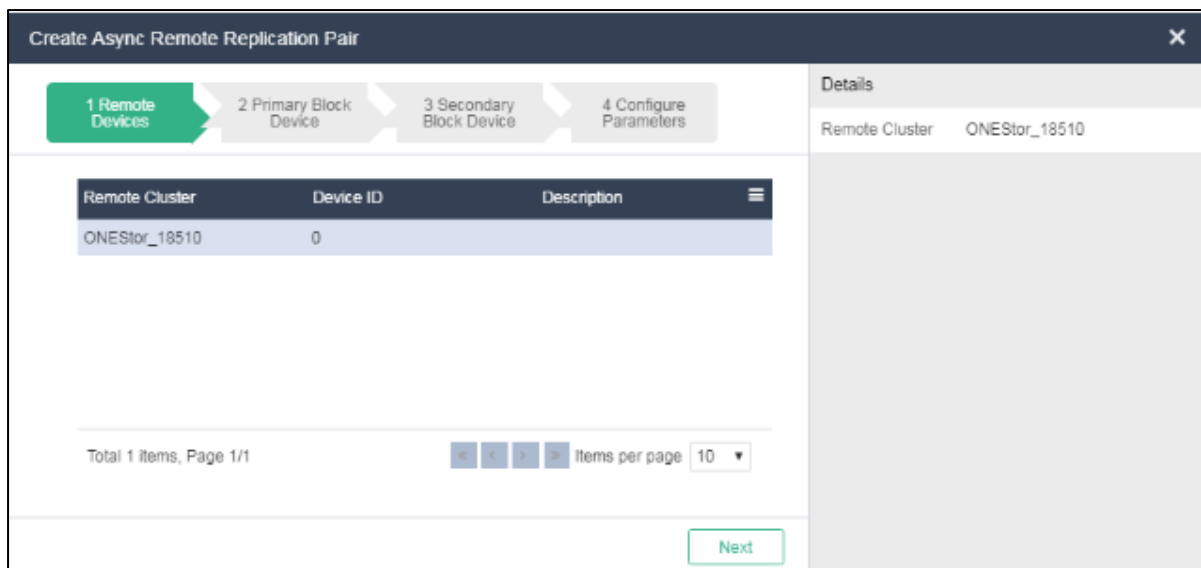 Create Async Remote Replication Pair
1 Remote Devices
2 Primary Block Device
3 Secondary Block Device
4 Configure Parameters
Details
Remote Cluster ONEStor_18510
Remote Cluster Device ID Description
ONEStor_18510 0
Total 1 items, Page 1/1 « < > » Items per page 10
Next